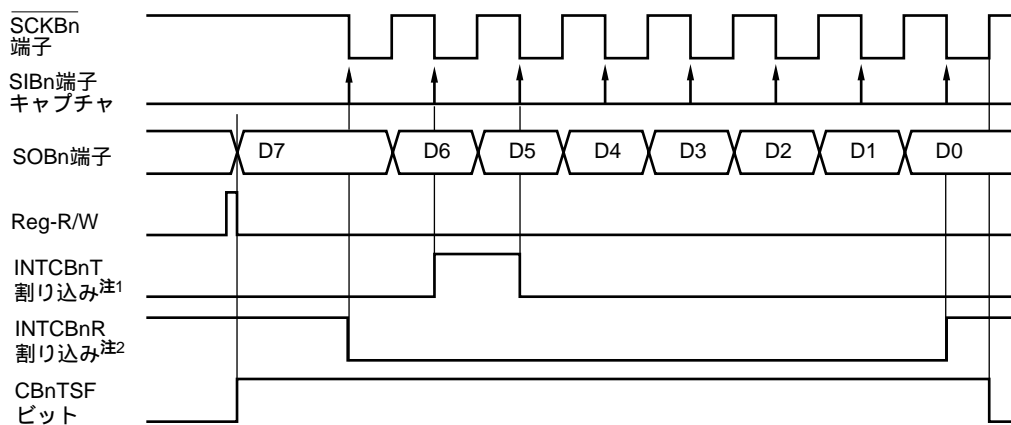 SCKBn
端子
SIBn端子
キャプチャ
SOBn端子 D7 D6 D5 D4 D3 D2 D1 D0
Reg-R/W
INTCBnT
割り込み注1
INTCBnR
割り込み注2
CBnTSF
ビット